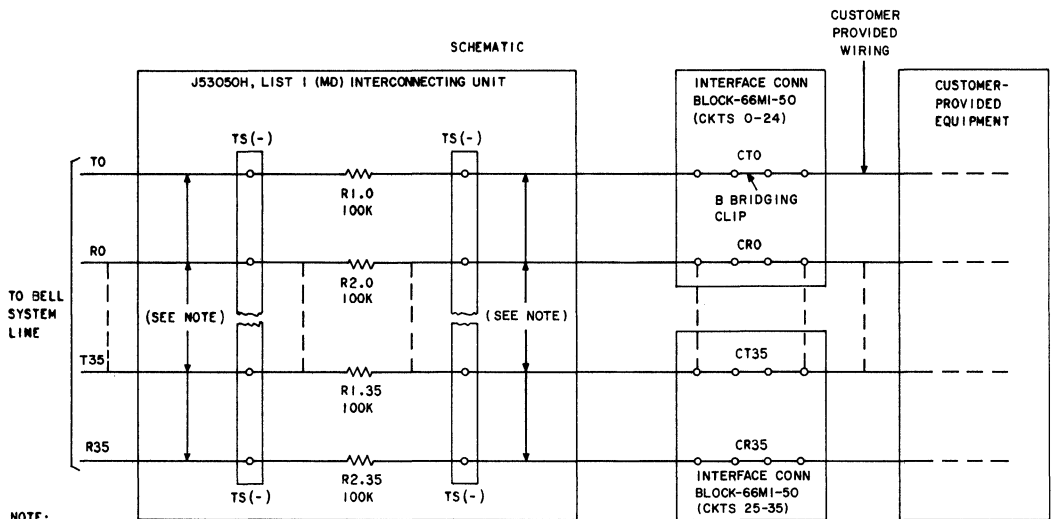 SCHEMATIC
CUSTOMER
PROVIDED
WIRING
J53050H, LIST 1 (MD) INTERCONNECTING UNIT
INTERFACE CONN
BLOCK-66M1-50
(CKTS 0-24)
CUSTOMER-
PROVIDED
EQUIPMENT
TS(-)
TS(-)
T0
R1.0
100K
CT0
B BRIDGING
CLIP
R0
R2.0
100K
CR0
TO BELL
SYSTEM
LINE
(SEE NOTE)
(SEE NOTE)
T35
R1.35
100K
CT35
R35
R2.35
100K
CR35
TS(-)
TS(-)
INTERFACE CONN
BLOCK-66M1-50
(CKTS 25-35)
NOTE: